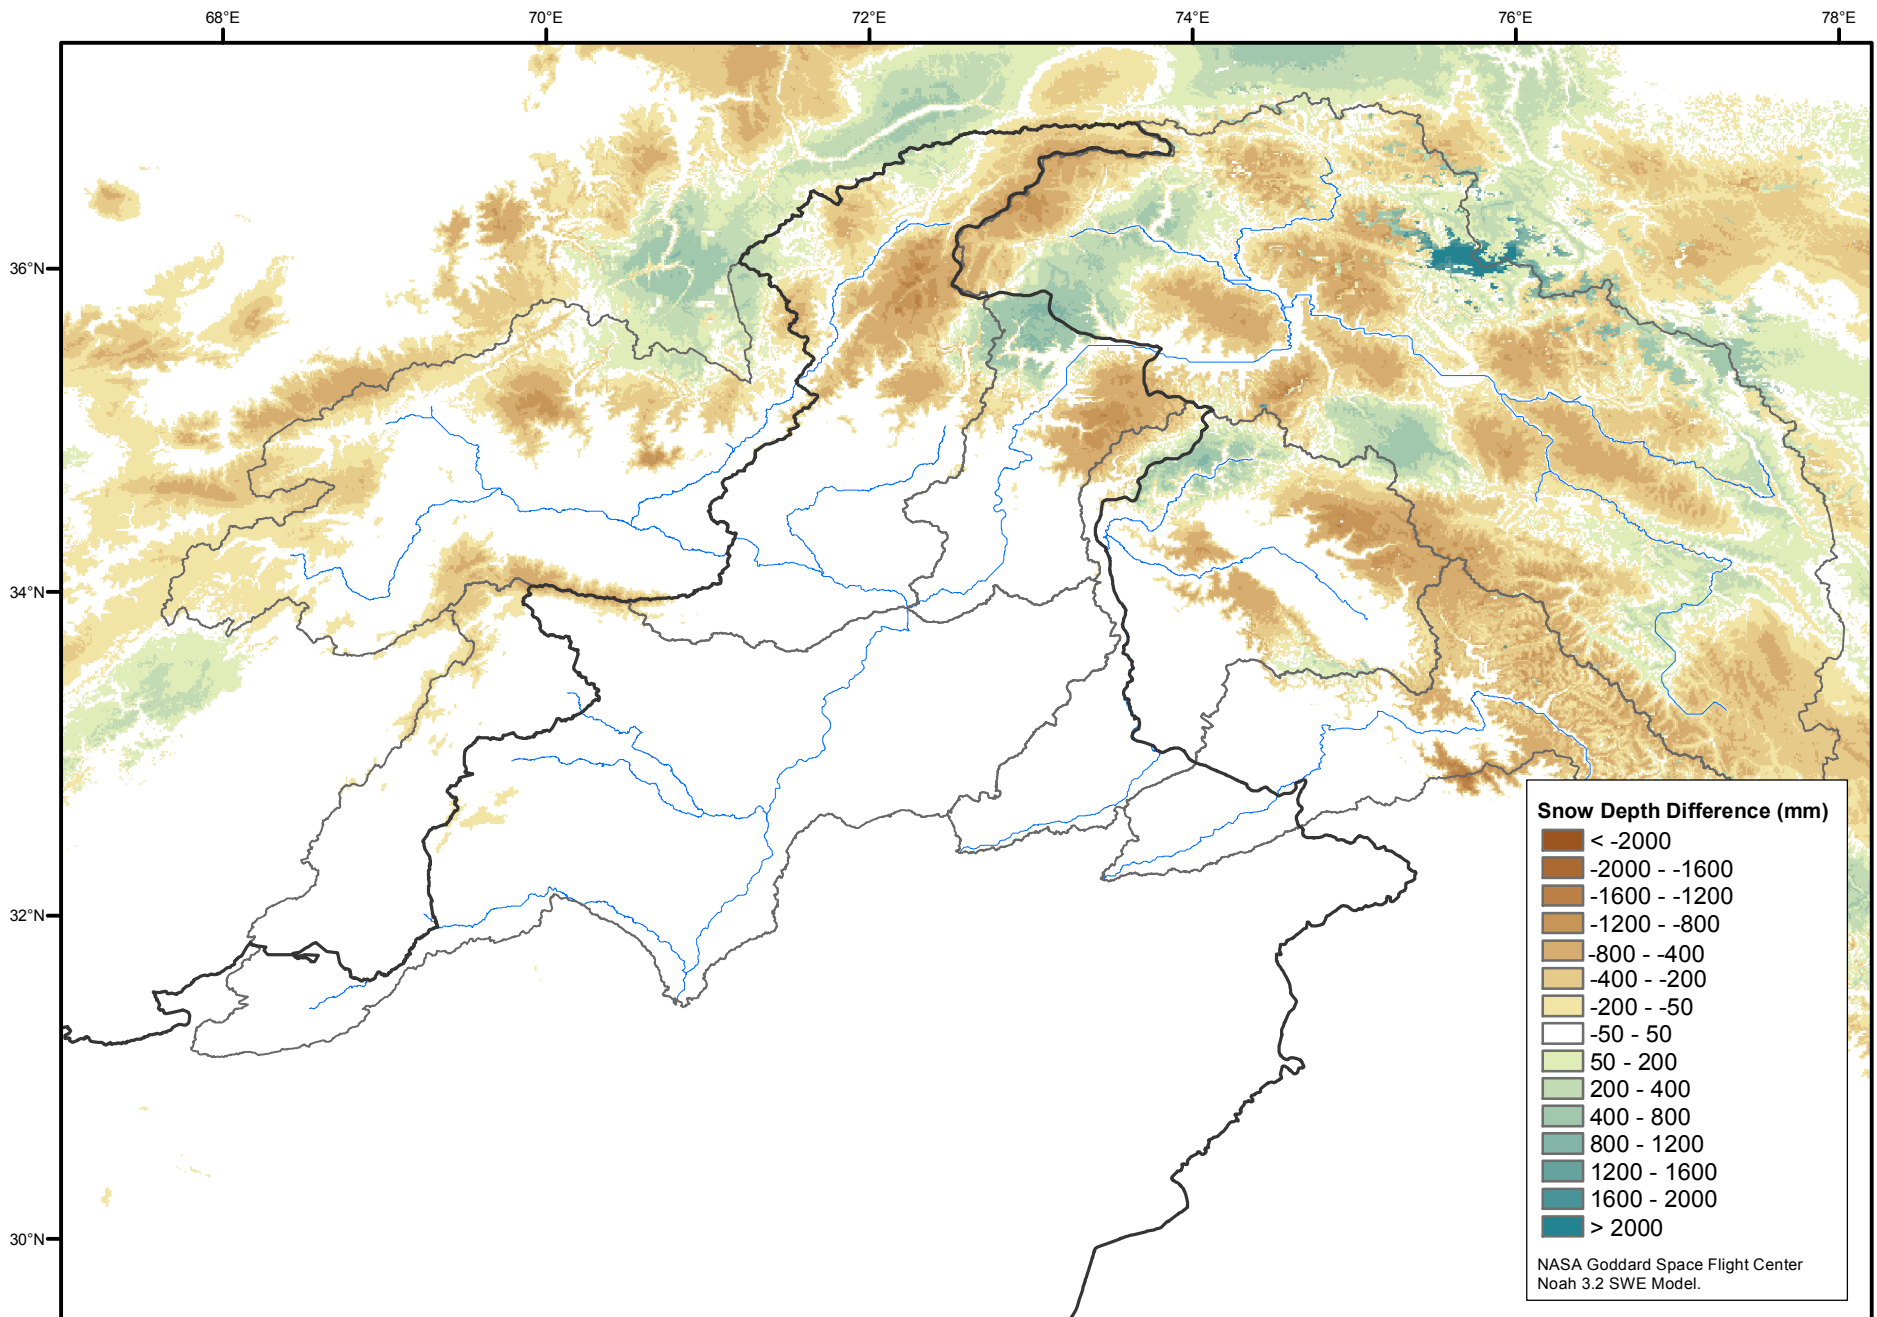 68°E 70°E 72°E 74°E 76°E 78°E
36°N
34°N
32°N
30°N
Snow Depth Difference (mm)
< -2000
-2000 - -1600
-1600 - -1200
-1200 - -800
-800 - -400
-400 - -200
-200 - -50
-50 - 50
50 - 200
200 - 400
400 - 800
800 - 1200
1200 - 1600
1600 - 2000
> 2000
NASA Goddard Space Flight Center
Noah 3.2 SWE Model.